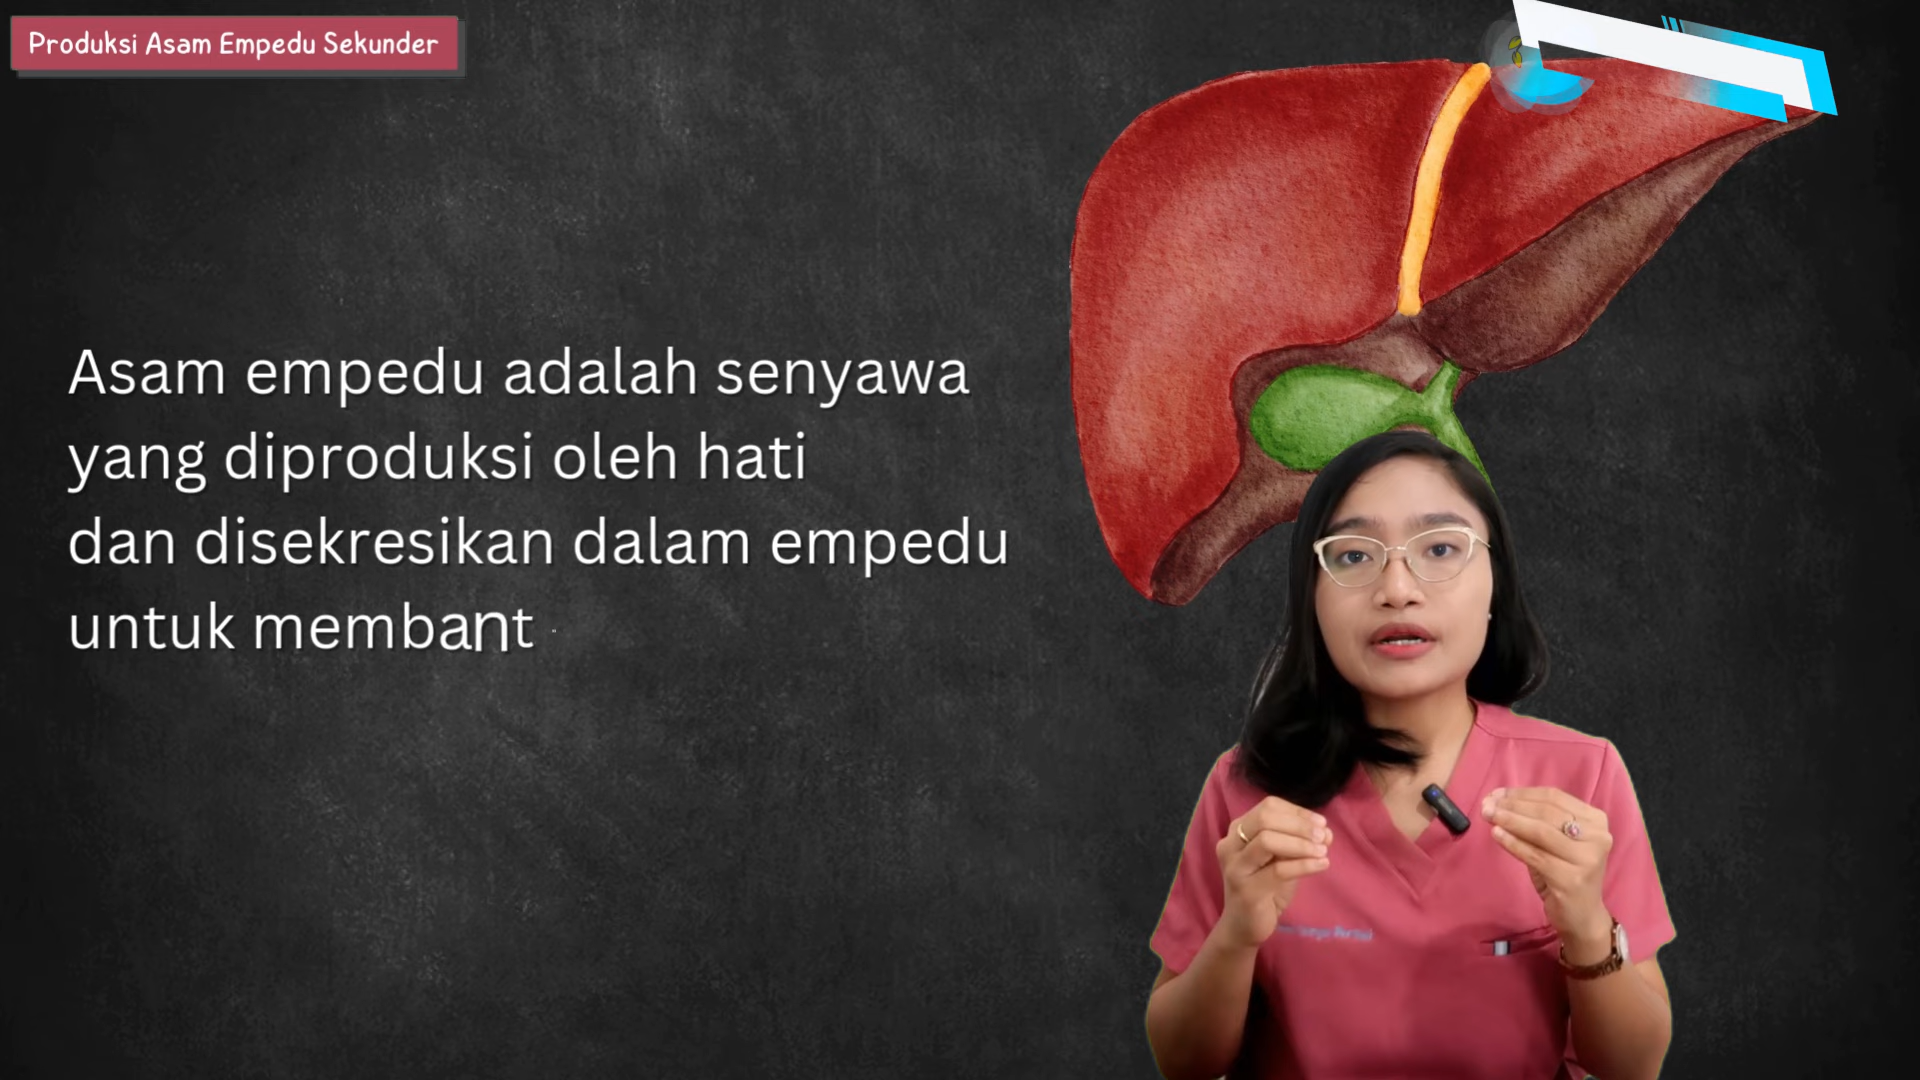 Produksi Asam Empedu Sekunder
Asam empedu adalah senyawa
yang diproduksi oleh hati
dan disekresikan dalam empedu
untuk membant